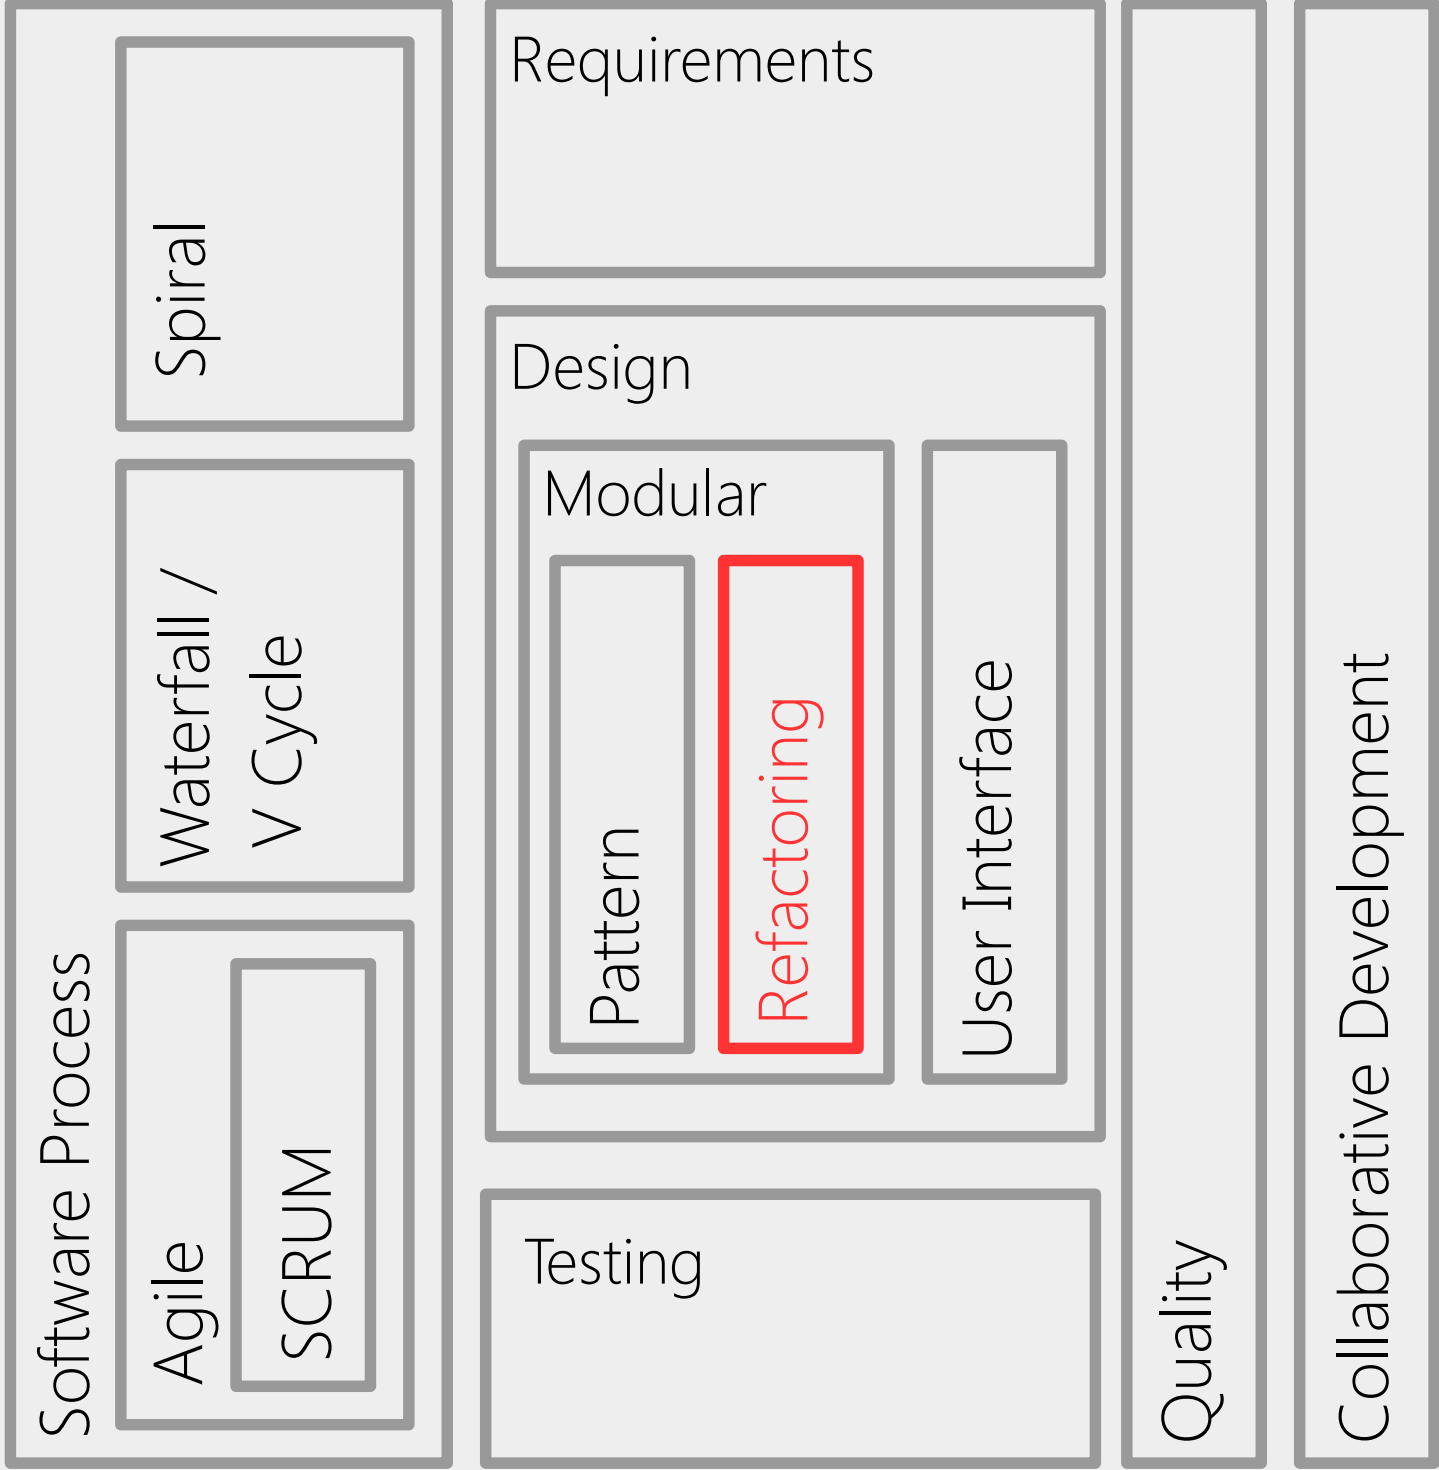 Software Process
Spiral
Waterfall /
V Cycle
Agile
SCRUM
Requirements
Design
Modular
Pattern
Refactoring
User Interface
Testing
Quality
Collaborative Development